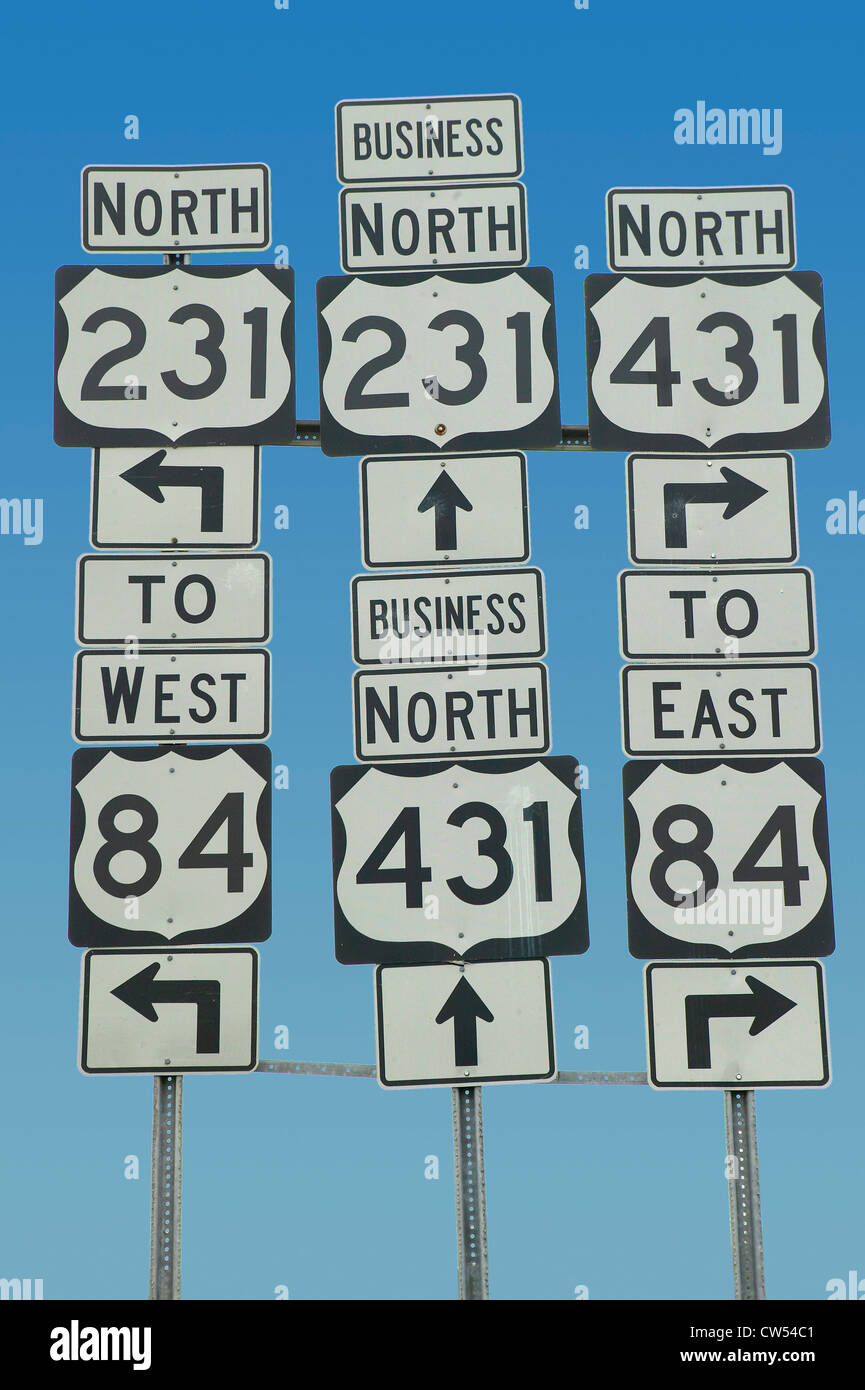 NORTH
231
TO
WEST
84
BUSINESS
NORTH
231
BUSINESS
NORTH
431
NORTH
431
TO
EAST
84
alamy
Image ID: CW54C1
www.alamy.com